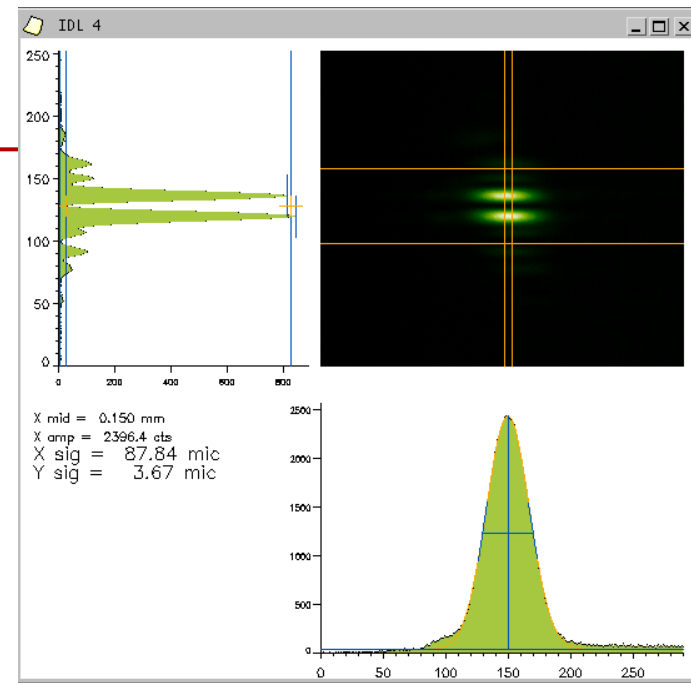 IDL 4
250
200
150
100
50
0
0 200 400 600 800
X mid = 0.150 mm
X amp = 2396.4 cts
X sig = 87.84 mic
Y sig = 3.67 mic
2500
2000
1500
1000
500
0
0 50 100 150 200 250